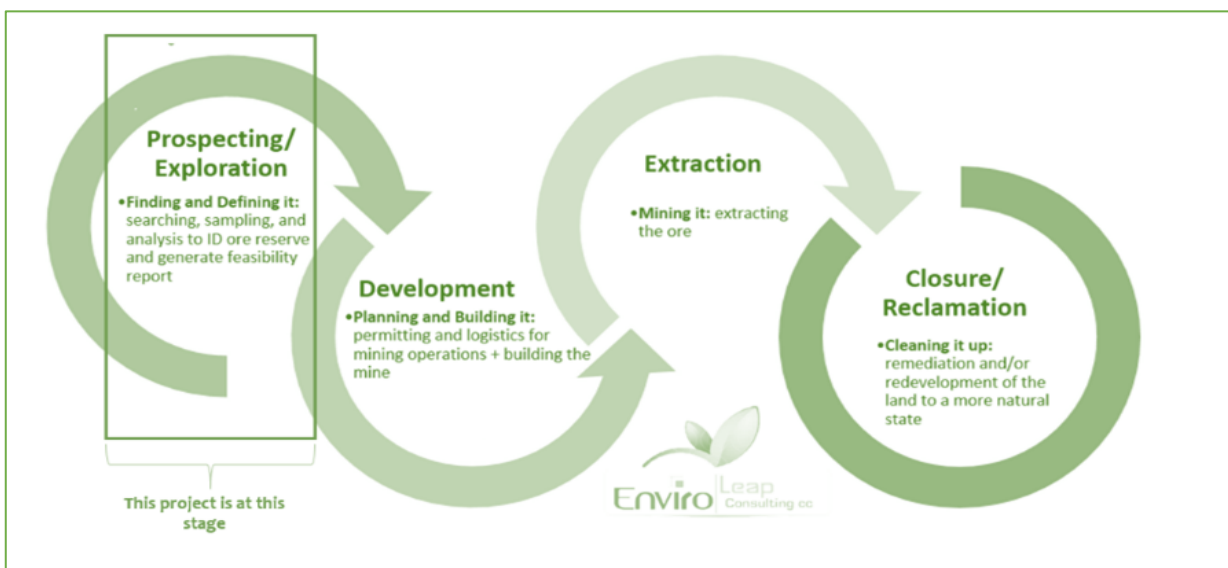 Prospecting/
Exploration
•Finding and Defining it:
searching, sampling, and
analysis to ID ore reserve
and generate feasibility
report
This project is at this
stage
Development
•Planning and Building it:
permitting and logistics for
mining operations + building the
mine
Extraction
•Mining it: extracting
the ore
Closure/
Reclamation
•Cleaning it up:
remediation and/or
redevelopment of the
land to a more natural
state
Enviro Leap
Consulting cc